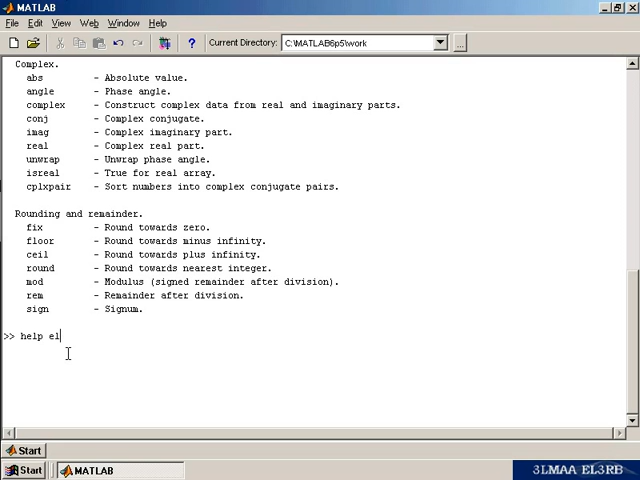 MATLAB
File Edit View Web Window Help
? Current Directory: C:\MATLAB6p5\work ...
Complex.
abs - Absolute value.
angle - Phase angle.
complex - Construct complex data from real and imaginary parts.
conj - Complex conjugate.
imag - Complex imaginary part.
real - Complex real part.
unwrap - Unwrap phase angle.
isreal - True for real array.
cplxpair - Sort numbers into complex conjugate pairs.
Rounding and remainder.
fix - Round towards zero.
floor - Round towards minus infinity.
ceil - Round towards plus infinity.
round - Round towards nearest integer.
mod - Modulus (signed remainder after division).
rem - Remainder after division.
sign - Signum.
>> help el
Start
Start MATLAB 3LMAA EL3RB